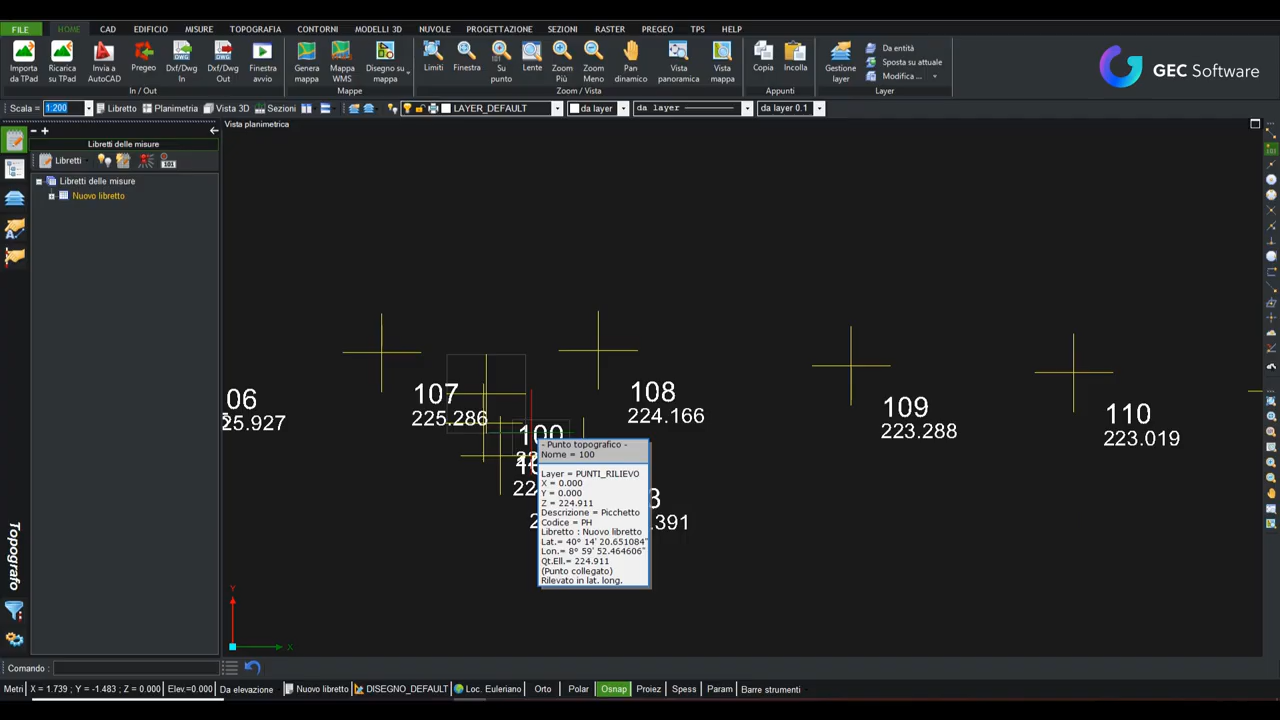 FILE HOME CAD EDIFICIO MISURE TOPOGRAFIA CONTORNI MODELLI 3D NUVOLE PROGETTAZIONE SEZIONI RASTER PREGEO TPS HELP
Importa da TPad
Ricarica su TPad
Invia a AutoCAD
Pregeo
Dxf/Dwg In
Dxf/Dwg Out
Finestra avvio
Genera mappa
Mappa WMS
Disegno su mappa
Limiti
Finestra
Su punto
Lente
Zoom Più
Zoom Meno
Pan dinamico
Vista panoramica
Vista mappa
Copia
Incolla
Gestione layer
Da entità
Sposta su attuale
Modifica ...
In / Out
Mappe
Zoom / Vista
Appunti
Layer
GEC Software
Scala = 1:200 Libretto Planimetria Vista 3D Sezioni LAYER_DEFAULT da layer da layer da layer 0.1
Vista planimetrica
Libretti delle misure
Libretti
Libretti delle misure
Nuovo libretto
Topografo
06
25.927
107
225.286
108
224.166
109
223.288
110
223.019
100
3
.391
- Punto topografico -
Nome = 100
Layer = PUNTI_RILIEVO
X = 0.000
Y = 0.000
Z = 224.911
Descrizione = Picchetto
Codice = PH
Libretto : Nuovo libretto
Lat.= 40° 14' 20.651084"
Lon.= 8° 59' 52.464606"
Qt.Ell.= 224.911
(Punto collegato)
Rilevato in lat. long.
Y
X
Comando :
Metri X = 1.739; Y = -1.483; Z = 0.000 Elev=0.000 Da elevazione Nuovo libretto DISEGNO_DEFAULT Loc. Euleriano Orto Polar Osnap Proiez Spess Param Barre strumenti